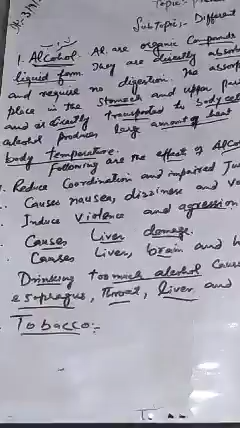 Topic:-
SubTopic:- Different
شراب
1. Alcohol. Al. are organic Compounds
liquid form. They are directly absorb
and require no digestion. The absorp
place in the Stomach and upper par
and is directly transported to body cel
alcohol produces large amount of heat
body temperature.
Following are the effect of Alco
Reduce Coordination and impaired Ju
Causes nausea, dizziness and vo
Induce Violence and agression
Causes Liver damage.
Causes Liver, brain and h
Drinking too much alcohol Caus
esophagus, Throat, liver and
Tobacco:-